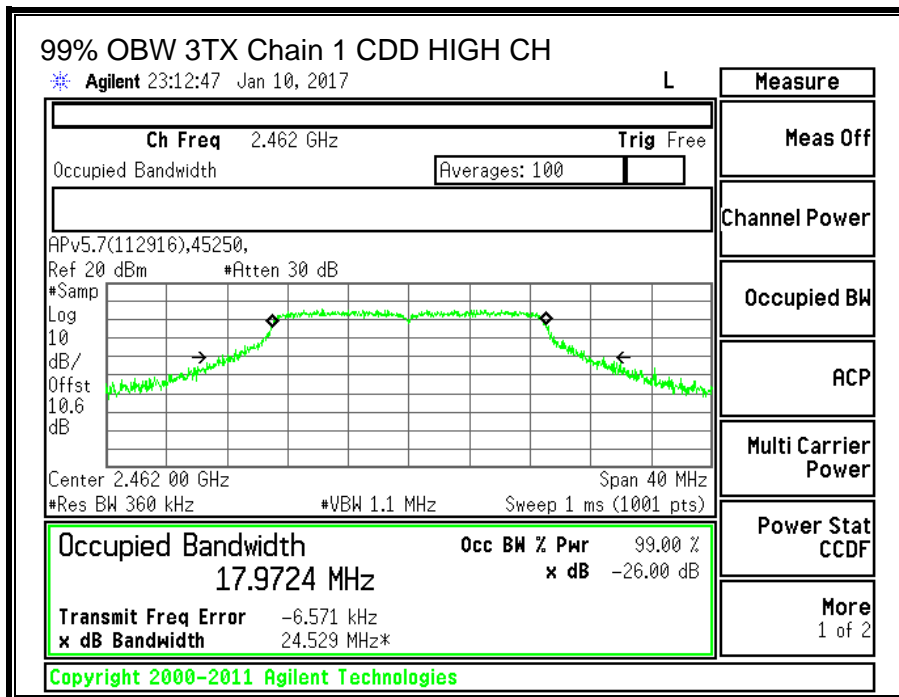 99% OBW 3TX Chain 1 CDD HIGH CH
Agilent 23:12:47 Jan 10, 2017 L
Ch Freq 2.462 GHz Trig Free
Occupied Bandwidth Averages: 100
APv5.7(112916),45250,
Ref 20 dBm #Atten 30 dB
#Samp
Log
10
dB/
Offst
10.6
dB
Center 2.462 00 GHz Span 40 MHz
#Res BW 360 kHz #VBW 1.1 MHz Sweep 1 ms (1001 pts)
Occupied Bandwidth Occ BW % Pwr 99.00 %
17.9724 MHz x dB -26.00 dB
Transmit Freq Error -6.571 kHz
x dB Bandwidth 24.529 MHz*
Copyright 2000-2011 Agilent Technologies
Measure
Meas Off
Channel Power
Occupied BW
ACP
Multi Carrier
Power
Power Stat
CCDF
More
1 of 2